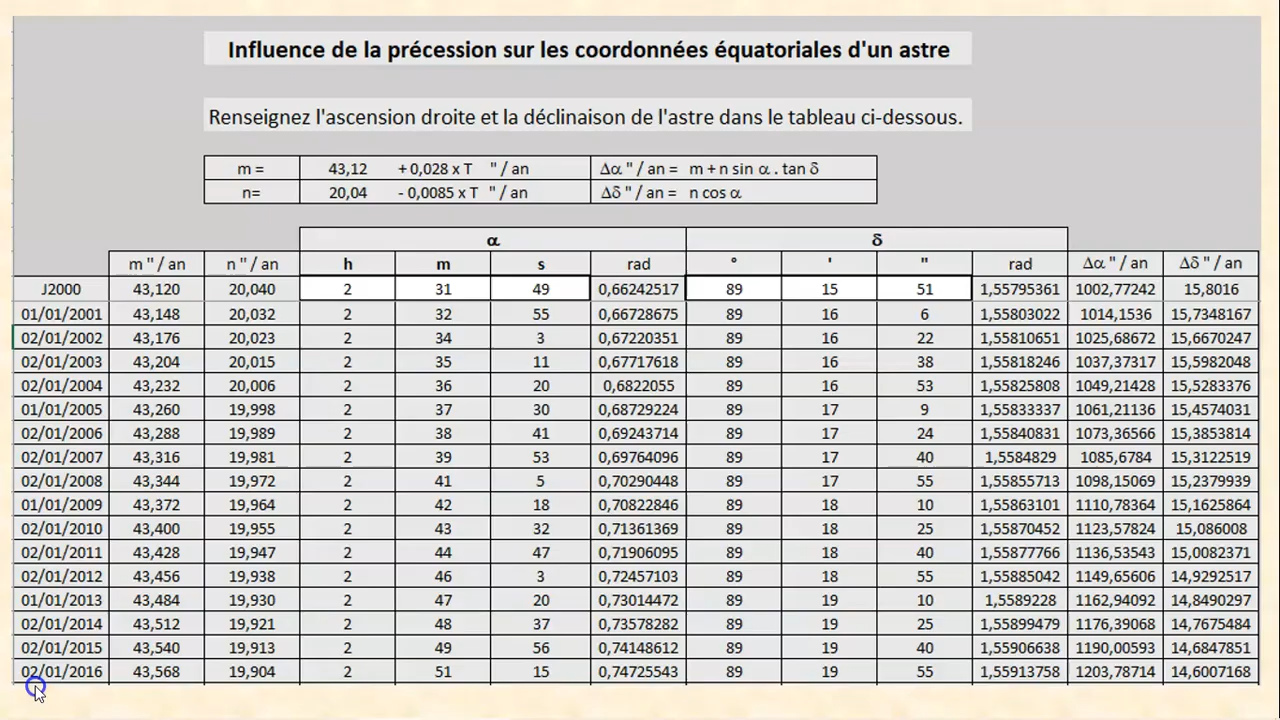 Influence de la précession sur les coordonnées équatoriales d'un astre
Renseignez l'ascension droite et la déclinaison de l'astre dans le tableau ci-dessous.
m = 43,12 + 0,028 x T " / an Δα " / an = m + n sin α . tan δ
n= 20,04 - 0,0085 x T " / an Δδ " / an = n cos α
α δ
m " / an n " / an h m s rad ° ' " rad Δα " / an Δδ " / an
J2000 43,120 20,040 2 31 49 0,66242517 89 15 51 1,55795361 1002,77242 15,8016
01/01/2001 43,148 20,032 2 32 55 0,66728675 89 16 6 1,55803022 1014,1536 15,7348167
02/01/2002 43,176 20,023 2 34 3 0,67220351 89 16 22 1,55810651 1025,68672 15,6670247
02/01/2003 43,204 20,015 2 35 11 0,67717618 89 16 38 1,55818246 1037,37317 15,5982048
02/01/2004 43,232 20,006 2 36 20 0,6822055 89 16 53 1,55825808 1049,21428 15,5283376
01/01/2005 43,260 19,998 2 37 30 0,68729224 89 17 9 1,55833337 1061,21136 15,4574031
02/01/2006 43,288 19,989 2 38 41 0,69243714 89 17 24 1,55840831 1073,36566 15,3853814
02/01/2007 43,316 19,981 2 39 53 0,69764096 89 17 40 1,5584829 1085,6784 15,3122519
02/01/2008 43,344 19,972 2 41 5 0,70290448 89 17 55 1,55855713 1098,15069 15,2379939
01/01/2009 43,372 19,964 2 42 18 0,70822846 89 18 10 1,55863101 1110,78364 15,1625864
02/01/2010 43,400 19,955 2 43 32 0,71361369 89 18 25 1,55870452 1123,57824 15,086008
02/01/2011 43,428 19,947 2 44 47 0,71906095 89 18 40 1,55877766 1136,53543 15,0082371
02/01/2012 43,456 19,938 2 46 3 0,72457103 89 18 55 1,55885042 1149,65606 14,9292517
01/01/2013 43,484 19,930 2 47 20 0,73014472 89 19 10 1,5589228 1162,94092 14,8490297
02/01/2014 43,512 19,921 2 48 37 0,73578282 89 19 25 1,55899479 1176,39068 14,7675484
02/01/2015 43,540 19,913 2 49 56 0,74148612 89 19 40 1,55906638 1190,00593 14,6847851
02/01/2016 43,568 19,904 2 51 15 0,74725543 89 19 55 1,55913758 1203,78714 14,6007168